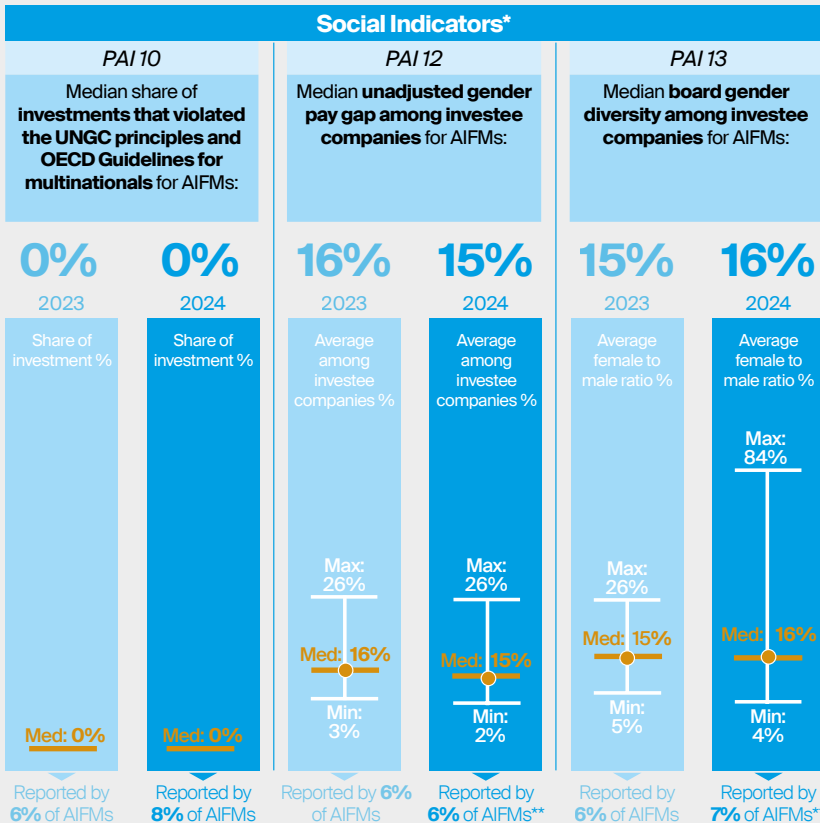 Social Indicators*
PAI 10
Median share of
investments that violated
the UNGC principles and
OECD Guidelines for
multinationals for AIFMs:
PAI 12
Median unadjusted gender
pay gap among investee
companies for AIFMs:
PAI 13
Median board gender
diversity among investee
companies for AIFMs:
0%
2023
0%
2024
16%
2023
15%
2024
15%
2023
16%
2024
Share of
investment %
Med: 0%
Reported by
6% of AIFMs
Share of
investment %
Med: 0%
Reported by
8% of AIFMs
Average
among
investee
companies %
Max:
26%
Med: 16%
Min:
3%
Reported by 6%
of AIFMs
Average
among
investee
companies %
Max:
26%
Med: 15%
Min:
2%
Reported by
6% of AIFMs**
Average
female to
male ratio %
Max:
26%
Med: 15%
Min:
5%
Reported by
6% of AIFMs
Average
female to
male ratio %
Max:
84%
Med: 16%
Min:
4%
Reported by
7% of AIFMs*